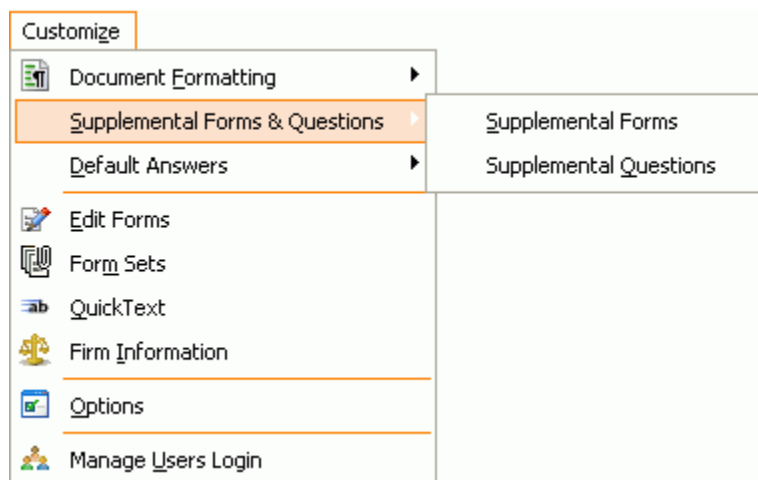 Customize
Document Formatting
Supplemental Forms & Questions
Supplemental Forms
Default Answers
Supplemental Questions
Edit Forms
Form Sets
ab QuickText
Firm Information
Options
Manage Users Login